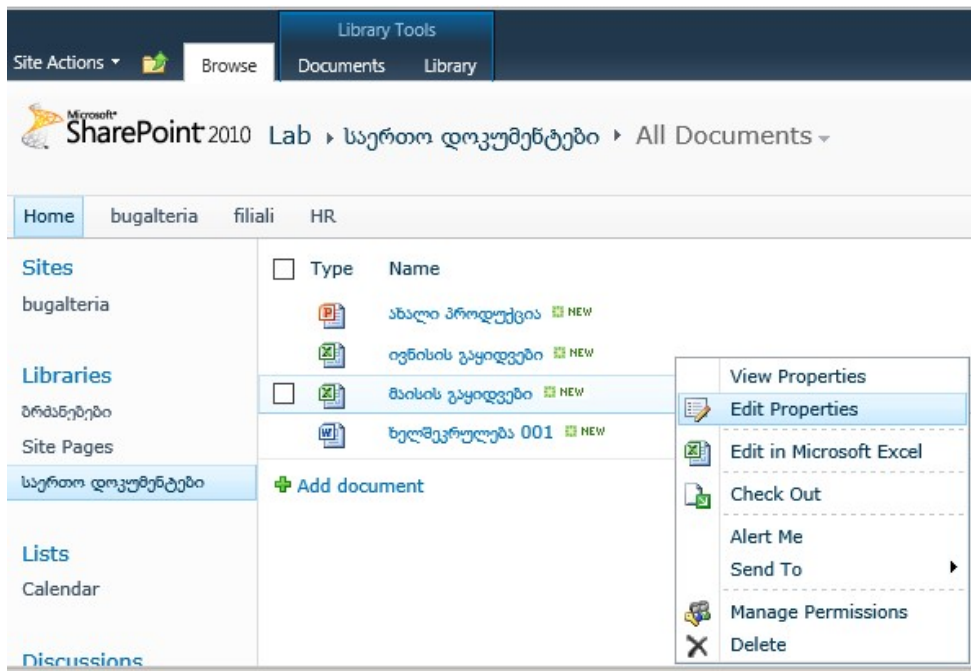 Library Tools
Site Actions Browse Documents Library
Microsoft®
SharePoint 2010 Lab საერთო დოკუმენტები All Documents
Home bugalteria filiali HR
Sites
bugalteria
Libraries
ბრძანებები
Site Pages
საერთო დოკუმენტები
Lists
Calendar
Discussions
Type Name
ახალი პროდუქცია NEW
ივნისის გაყიდვები NEW
მაისის გაყიდვები NEW
ხელშეკრულება 001 NEW
Add document
View Properties
Edit Properties
Edit in Microsoft Excel
Check Out
Alert Me
Send To
Manage Permissions
Delete